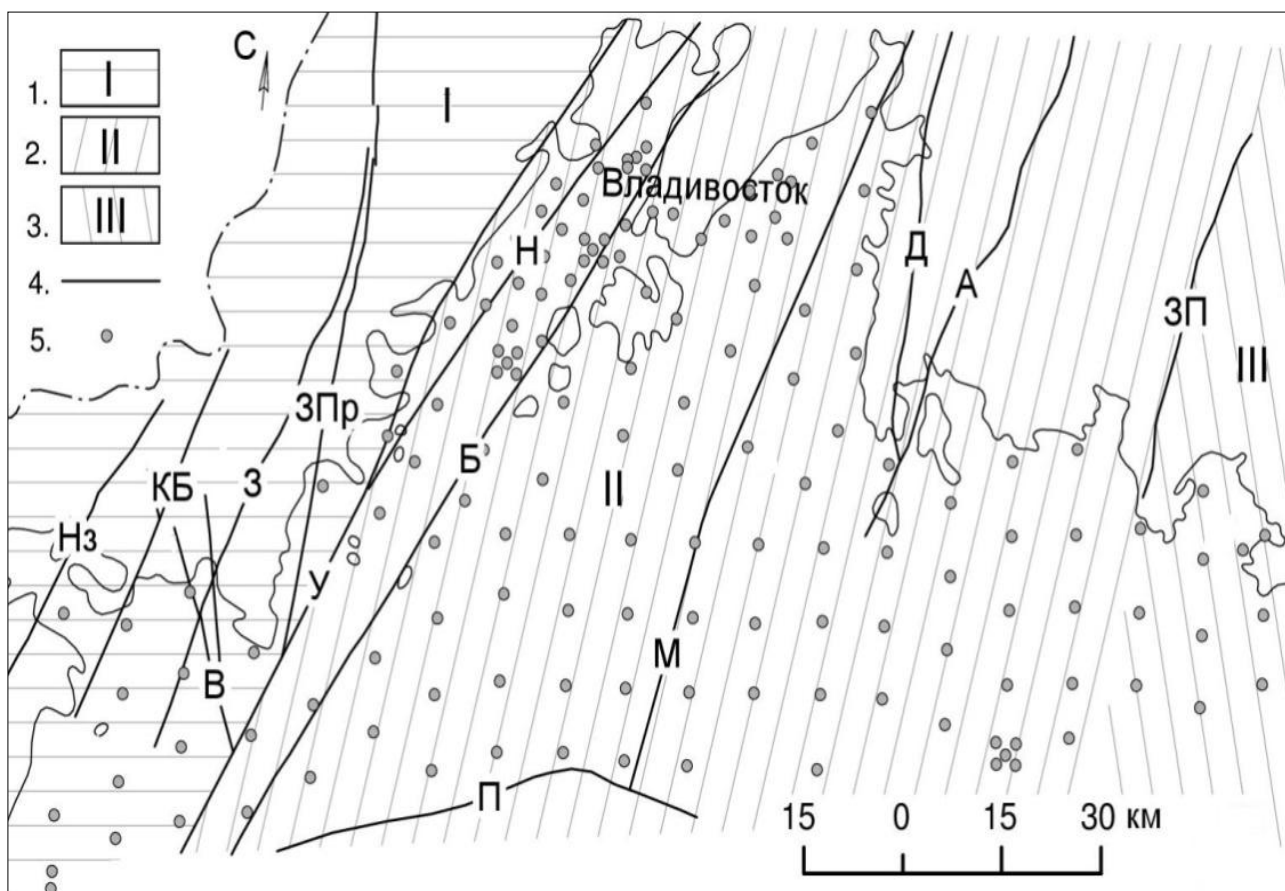 С
1. I
2. II
3. III
4.
5.
I
Владивосток
Н
Д
А
ЗП
III
ЗПр
Б
КБ
З
II
Нз
У
М
В
П
15 0 15 30 км